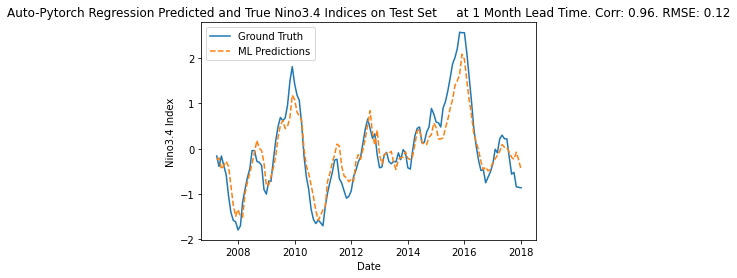 Auto-Pytorch Regression Predicted and True Nino3.4 Indices on Test Set      at 1 Month Lead Time. Corr: 0.96. RMSE: 0.12
Ground Truth
ML Predictions
Nino3.4 Index
2
1
0
−1
−2
2008 2010 2012 2014 2016 2018
Date